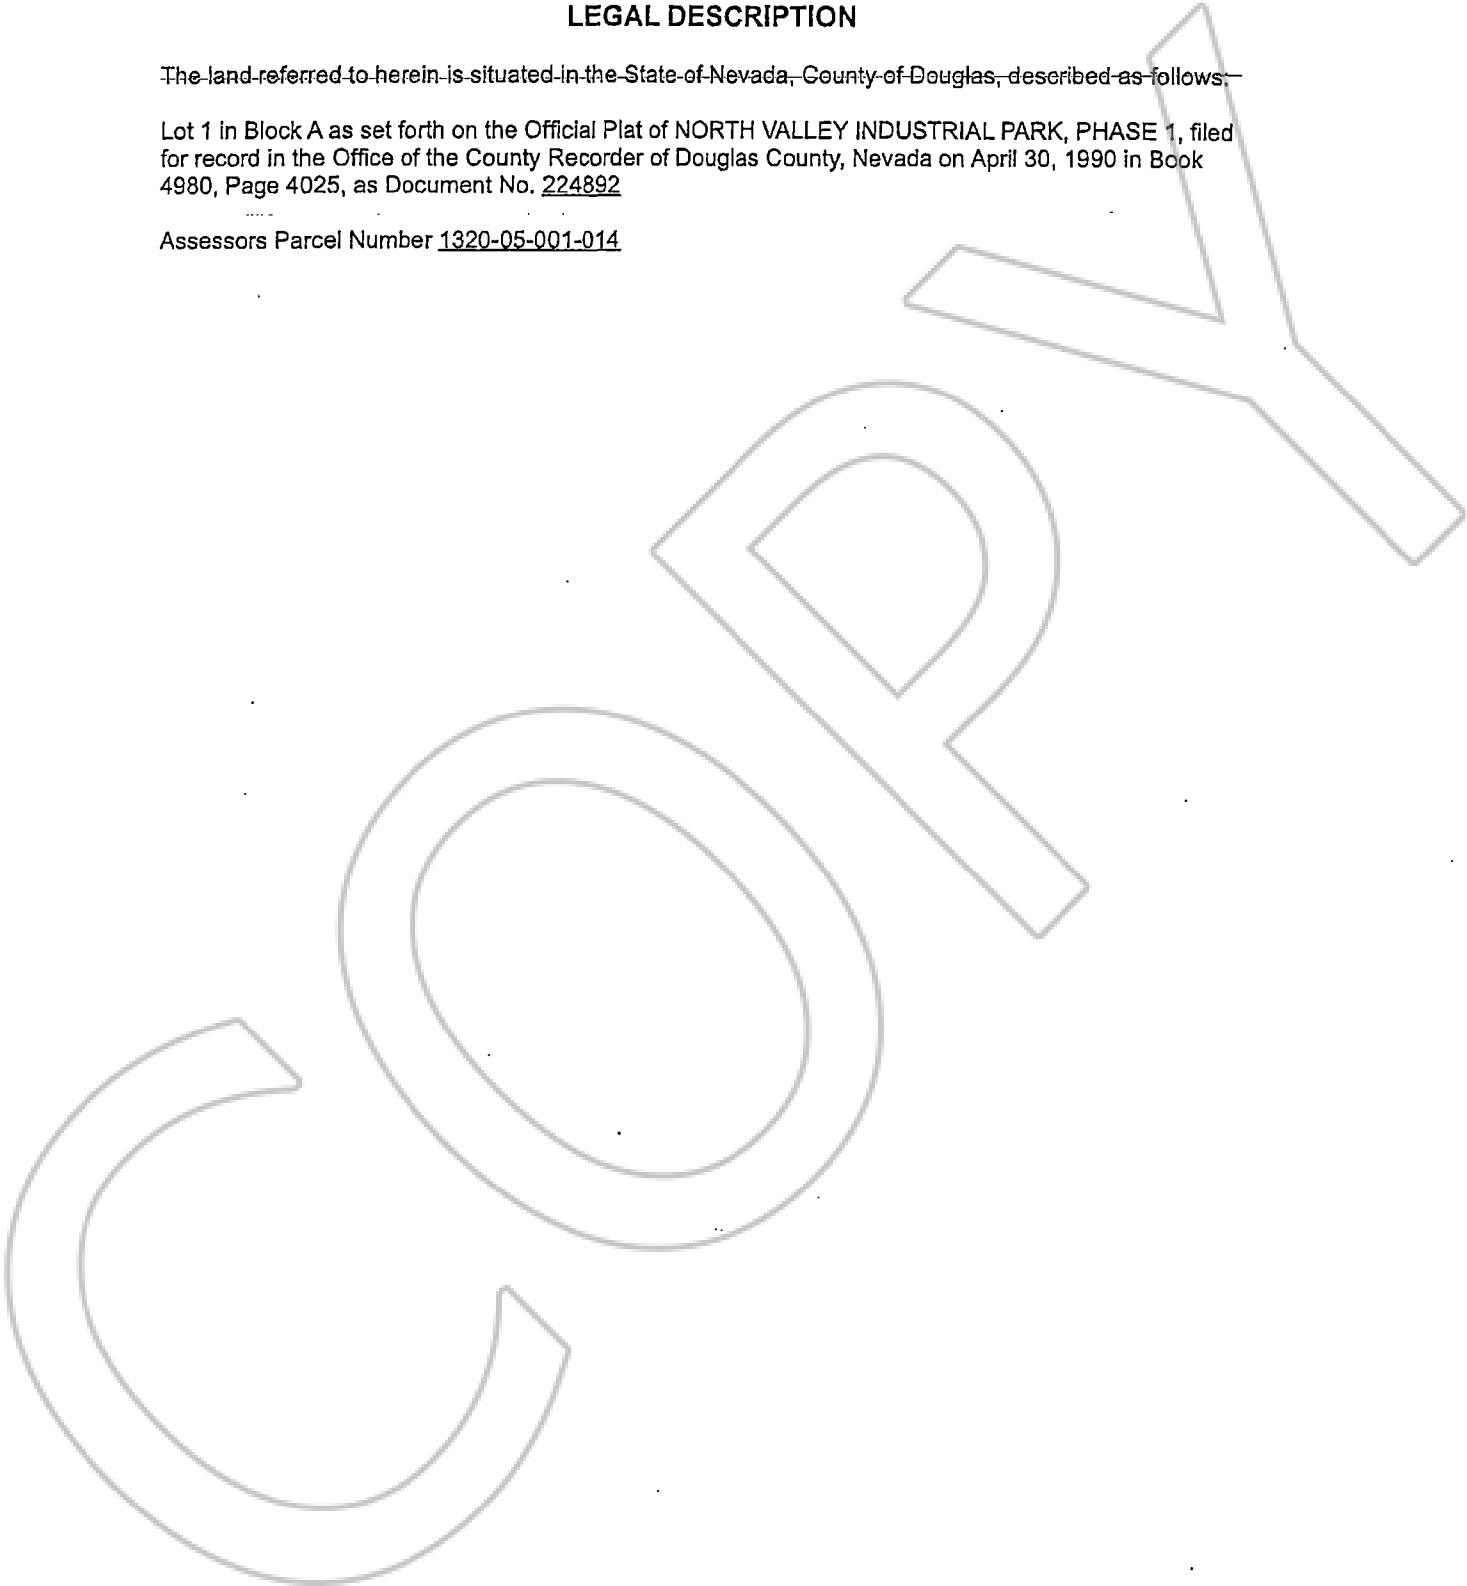 LEGAL DESCRIPTION
The land referred to herein is situated in the State of Nevada, County of Douglas, described as follows:
Lot 1 in Block A as set forth on the Official Plat of NORTH VALLEY INDUSTRIAL PARK, PHASE 1, filed
for record in the Office of the County Recorder of Douglas County, Nevada on April 30, 1990 in Book
4980, Page 4025, as Document No. 224892
Assessors Parcel Number 1320-05-001-014
COPY